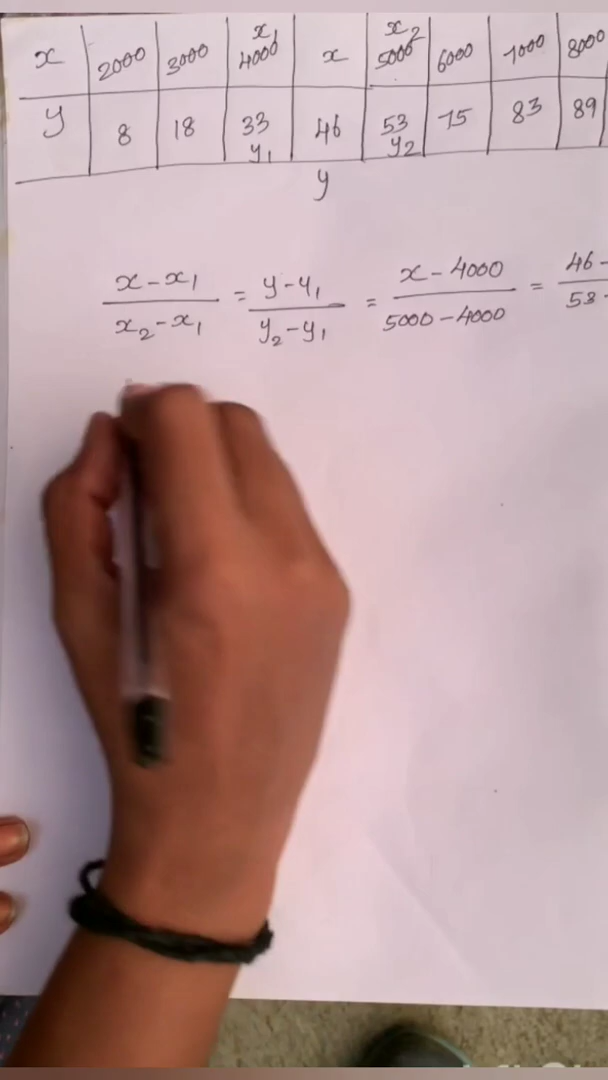 x 2000 3000 x1 4000 x x2 5000 6000 7000 8000
y 8 18 33 46 53 75 83 89
y1 y y2
x - x1 / x2 - x1 = y - y1 / y2 - y1 = x - 4000 / 5000 - 4000 = 46 - / 53 -